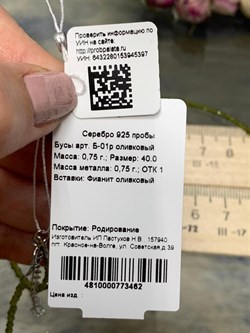 Проверить информацию по
УИН на сайте:
http://probpalata.ru
УИН: 6432280153945397
Серебро 925 пробы
Бусы арт. Б-01р оливковый
Масса: 0,75 г.; Размер: 40.0
Масса металла: 0,75 г.; ОТК 1
Вставки: Фианит оливковый
Покрытие: Родирование
Изготовитель ИП Пастухов Н.В. 157940
пгт. Красное-на-Волге, ул. Советская д.39
4810000773462
Цена изд.